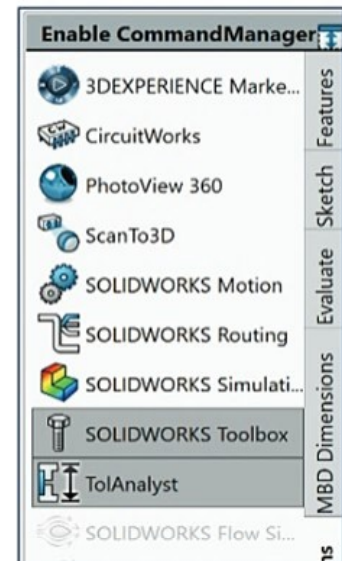 Enable CommandManager
3DEXPERIENCE Marke...
CircuitWorks
PhotoView 360
ScanTo3D
SOLIDWORKS Motion
SOLIDWORKS Routing
SOLIDWORKS Simulati...
SOLIDWORKS Toolbox
TolAnalyst
SOLIDWORKS Flow Si...
Features
Sketch
Evaluate
MBD Dimensions